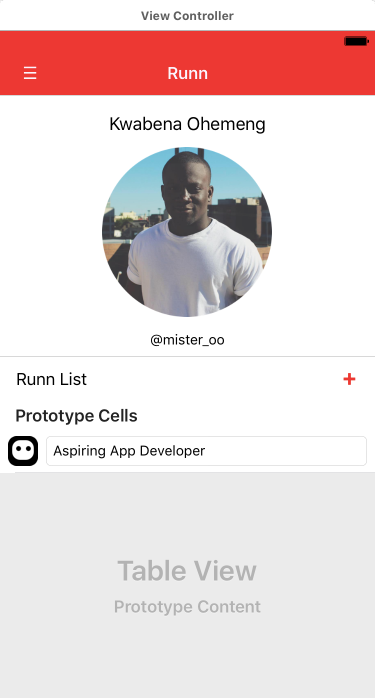 View Controller
Runn
Kwabena Ohemeng
@mister_oo
Runn List +
Prototype Cells
Aspiring App Developer
Table View
Prototype Content